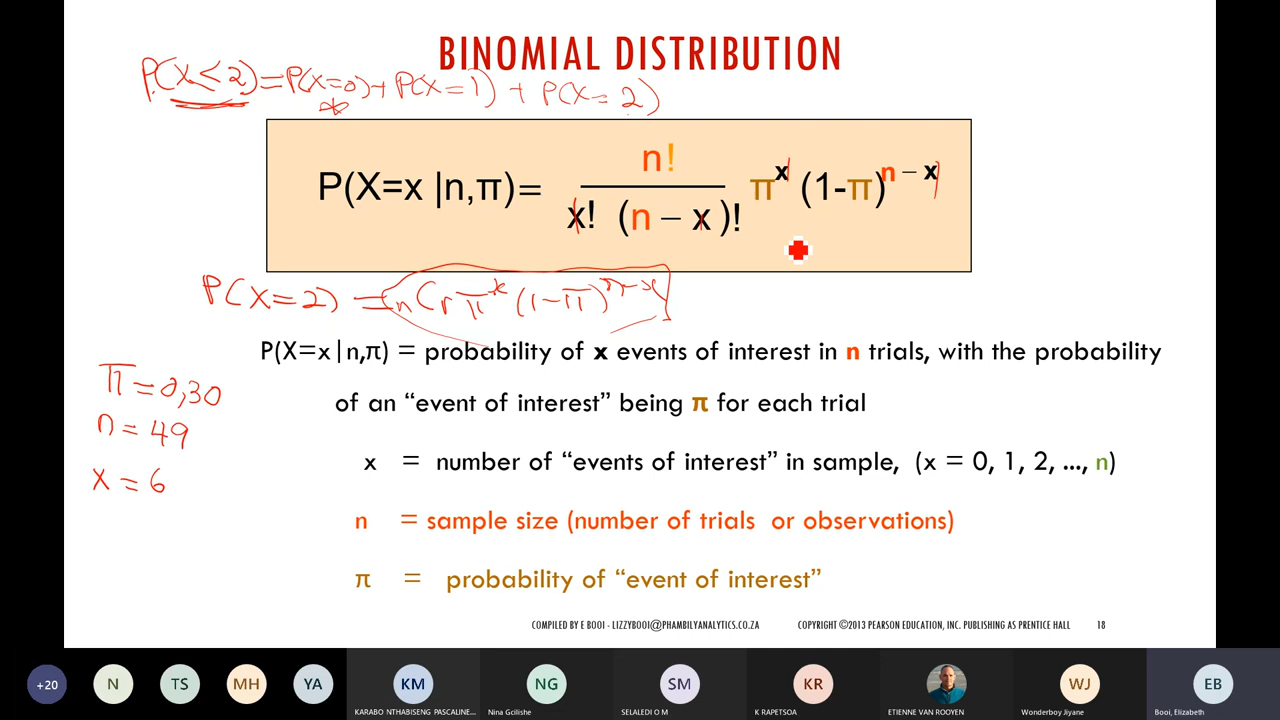 BINOMIAL DISTRIBUTION
P(X<2)=P(X=0)+P(X=1)+P(X=2)
P(X=x |n,π)= n! / x! (n – x)! π^x (1-π)^n – x
P(X=2) = nCr π^x (1-π)^n-x
P(X=x|n,π) = probability of x events of interest in n trials, with the probability
of an “event of interest” being π for each trial
π=0,30
n=49
x=6
x = number of “events of interest” in sample, (x = 0, 1, 2, ..., n)
n = sample size (number of trials or observations)
π = probability of “event of interest”
COMPILED BY E BOOI - LIZZYBOOI@PHAMBILYANALYTICS.CO.ZA COPYRIGHT ©2013 PEARSON EDUCATION, INC. PUBLISHING AS PRENTICE HALL 18
+20 N TS MH YA KM NG SM KR WJ EB
KARABO NTHABISENG PASCALINE... Nina Gcilishe SELALEDI O M K RAPETSOA ETIENNE VAN ROOYEN Wonderboy Jiyane Booi, Elizabeth